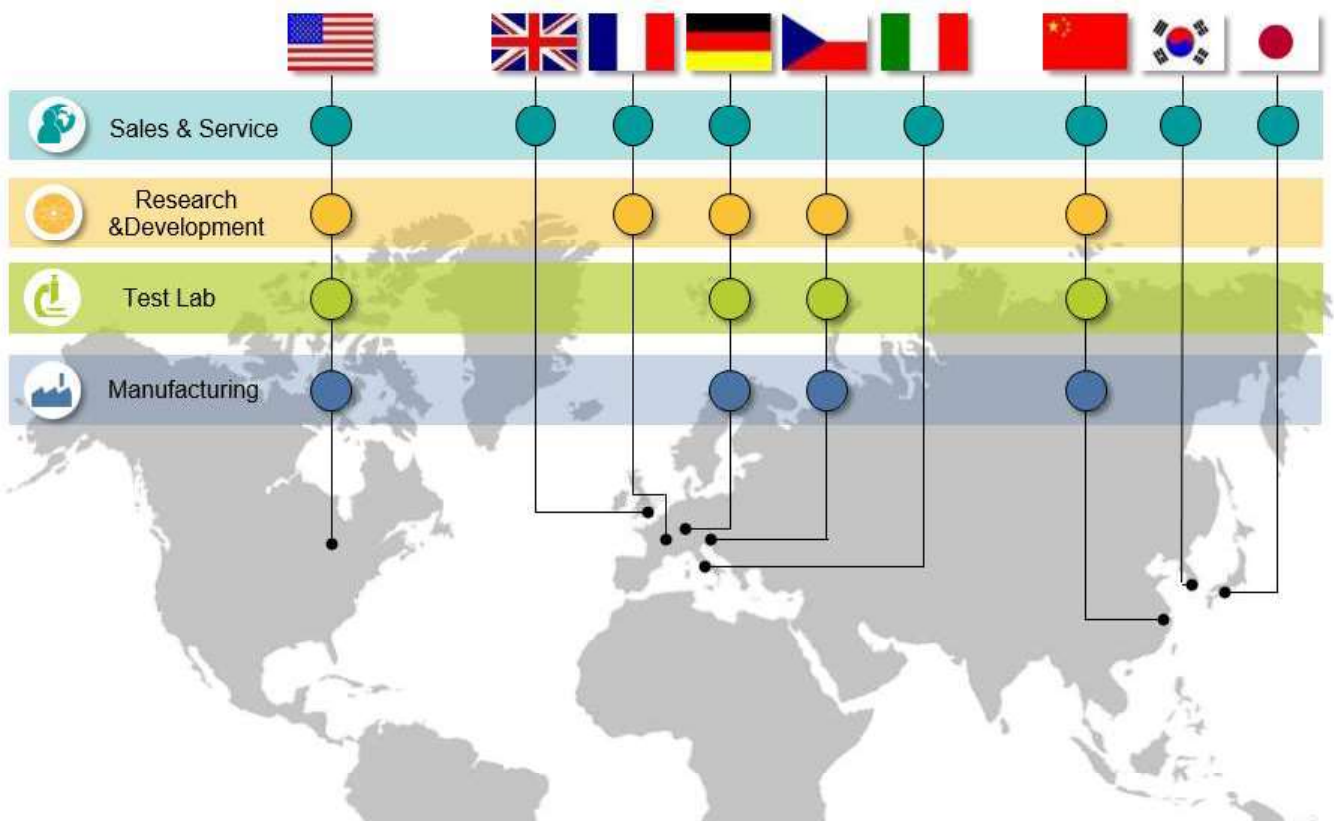 Sales & Service
Research
&Development
Test Lab
Manufacturing